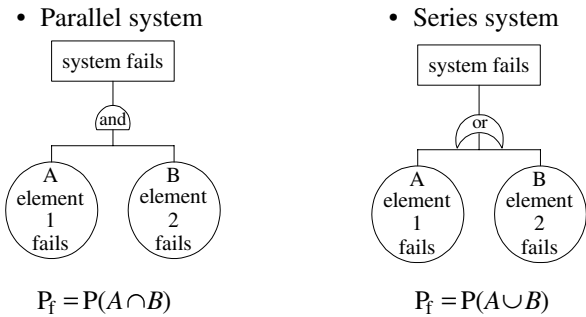 • Parallel system
system fails
and
A
element
1
fails
B
element
2
fails
P_f = P(A∩B)
• Series system
system fails
or
A
element
1
fails
B
element
2
fails
P_f = P(A∪B)